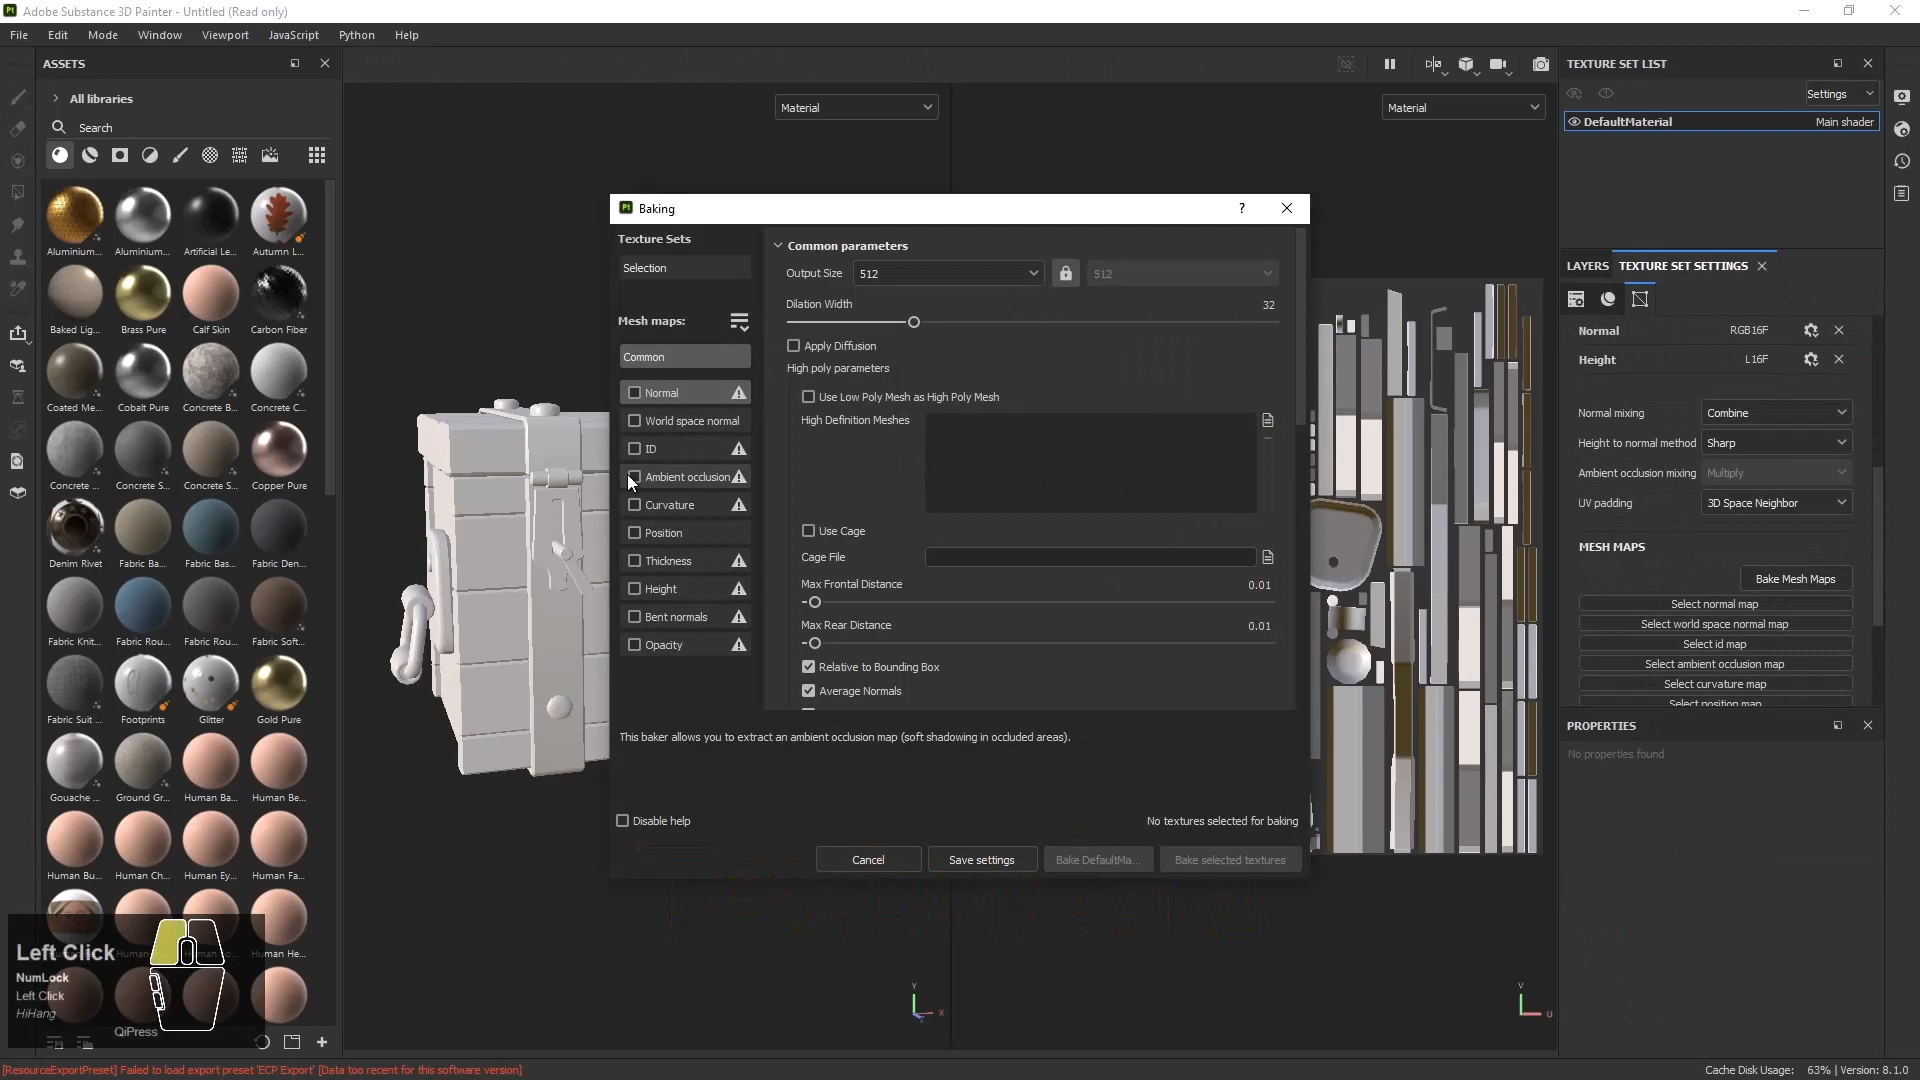 Adobe Substance 3D Painter - Untitled (Read only)
File Edit Mode Window Viewport JavaScript Python Help
ASSETS
All libraries
Search
Aluminium... Aluminium... Artificial Le... Autumn L...
Baked Lig... Brass Pure Calf Skin Carbon Fiber
Coated Me... Cobalt Pure Concrete B... Concrete C...
Concrete ... Concrete S... Concrete S... Copper Pure
Denim Rivet Fabric Ba... Fabric Bas... Fabric Den...
Fabric Knit... Fabric Rou... Fabric Rou... Fabric Soft...
Fabric Suit ... Footprints Glitter Gold Pure
Gouache ... Ground Gr... Human Ba... Human Be...
Human Bu... Human Ch... Human Ey... Human Fa...
Human He...
Left Click
NumLock
Left Click
HiHang
QiPress
Material
Material
Baking
?
Texture Sets
Selection
Mesh maps:
Common
Normal
World space normal
ID
Ambient occlusion
Curvature
Position
Thickness
Height
Bent normals
Opacity
Common parameters
Output Size 512 512
Dilation Width 32
Apply Diffusion
High poly parameters
Use Low Poly Mesh as High Poly Mesh
High Definition Meshes
Use Cage
Cage File
Max Frontal Distance 0.01
Max Rear Distance 0.01
Relative to Bounding Box
Average Normals
This baker allows you to extract an ambient occlusion map (soft shadowing in occluded areas).
Disable help
No textures selected for baking
Cancel Save settings Bake DefaultMa... Bake selected textures
Y
X
V
U
TEXTURE SET LIST
Settings
DefaultMaterial Main shader
LAYERS TEXTURE SET SETTINGS
Normal RGB16F
Height L16F
Normal mixing Combine
Height to normal method Sharp
Ambient occlusion mixing Multiply
UV padding 3D Space Neighbor
MESH MAPS
Bake Mesh Maps
Select normal map
Select world space normal map
Select id map
Select ambient occlusion map
Select curvature map
Select position map
PROPERTIES
No properties found
[ResourceExportPreset] Failed to load export preset 'ECP Export' [Data too recent for this software version]
Cache Disk Usage: 63% | Version: 8.1.0